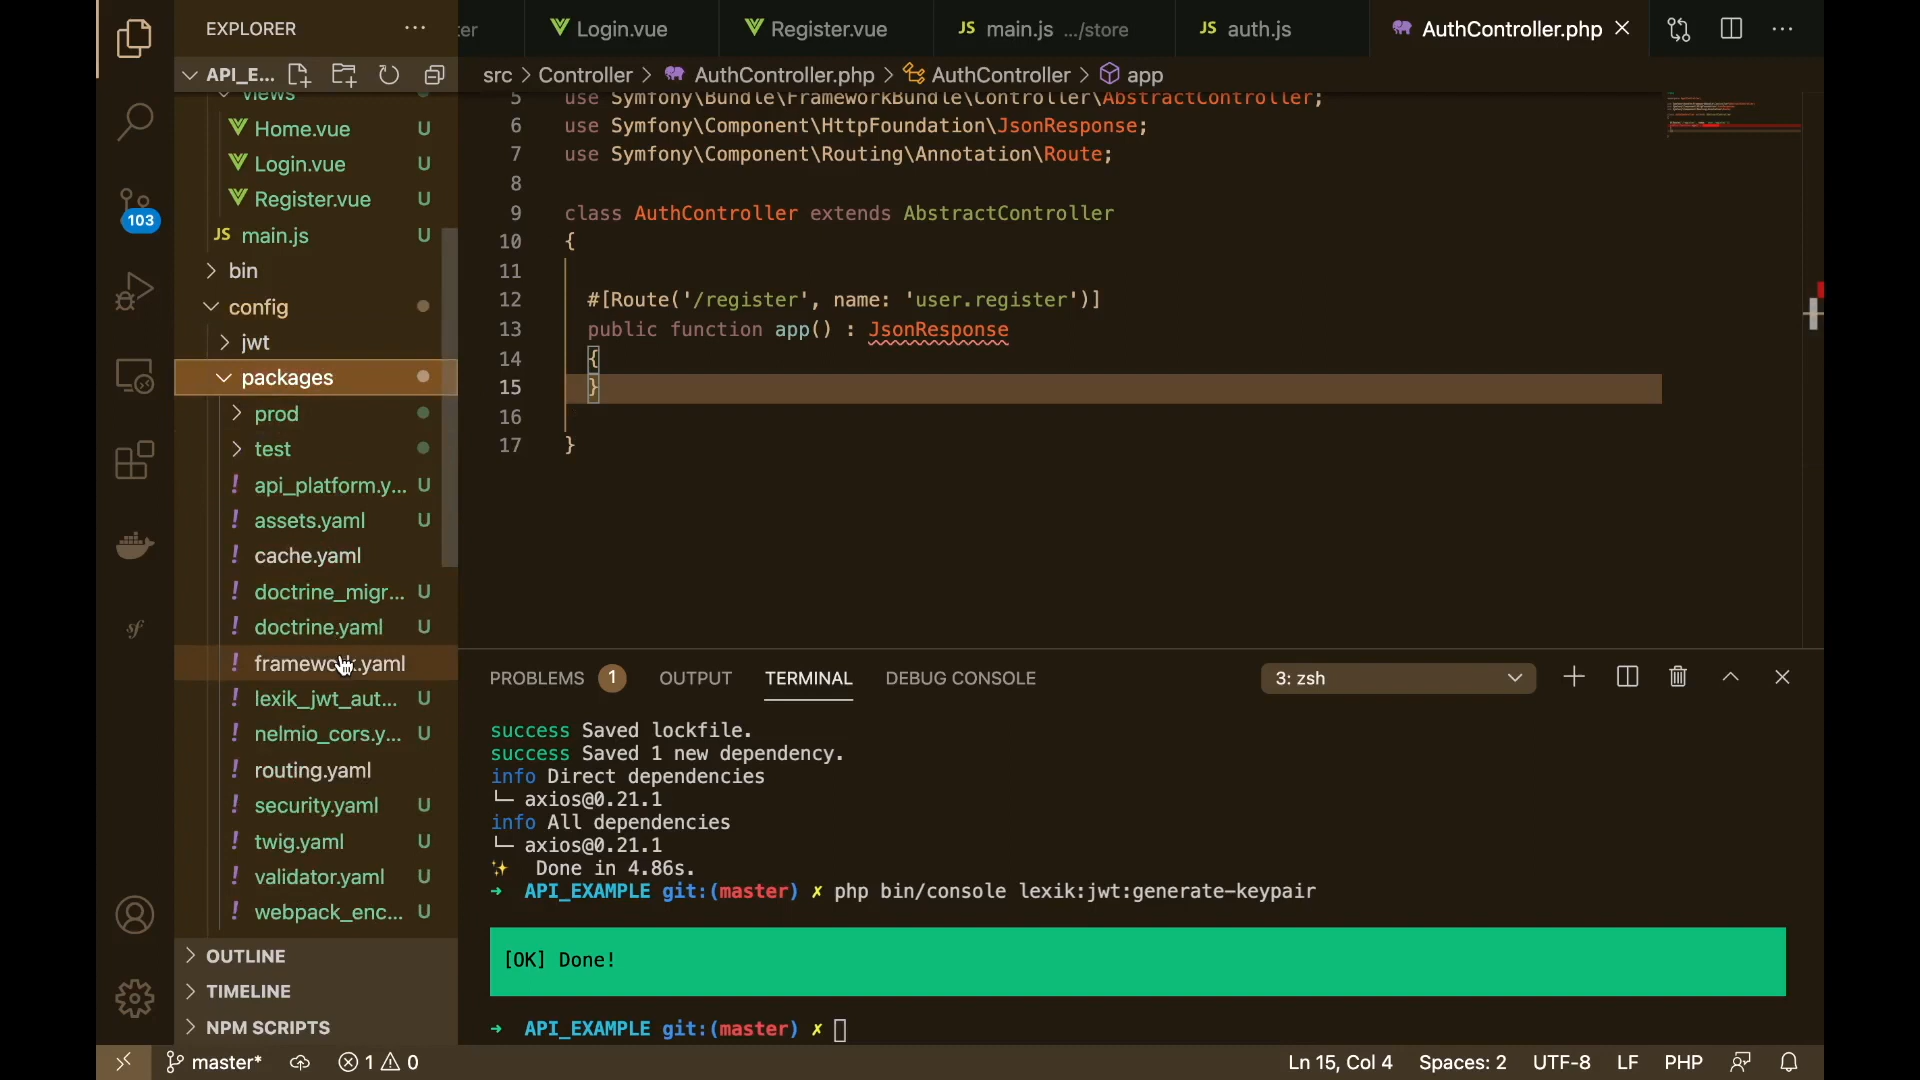 EXPLORER
ter
Login.vue
Register.vue
JS main.js .../store
JS auth.js
AuthController.php
API_E...
src > Controller > AuthController.php > AuthController > app
views
Home.vue U
Login.vue U
Register.vue U
JS main.js U
bin
config
jwt
packages
prod
test
! api_platform.y... U
! assets.yaml U
! cache.yaml
! doctrine_migr... U
! doctrine.yaml U
! framework.yaml
! lexik_jwt_aut... U
! nelmio_cors.y... U
! routing.yaml
! security.yaml U
! twig.yaml U
! validator.yaml U
! webpack_enc... U
OUTLINE
TIMELINE
NPM SCRIPTS
103
sf
5 use Symfony\Bundle\FrameworkBundle\Controller\AbstractController;
6 use Symfony\Component\HttpFoundation\JsonResponse;
7 use Symfony\Component\Routing\Annotation\Route;
8
9 class AuthController extends AbstractController
10 {
11
12 #[Route('/register', name: 'user.register')]
13 public function app() : JsonResponse
14 {
15 }
16
17 }
PROBLEMS 1 OUTPUT TERMINAL DEBUG CONSOLE 3: zsh
success Saved lockfile.
success Saved 1 new dependency.
info Direct dependencies
└─ axios@0.21.1
info All dependencies
└─ axios@0.21.1
✨ Done in 4.86s.
→ API_EXAMPLE git:(master) ✗ php bin/console lexik:jwt:generate-keypair
[OK] Done!
→ API_EXAMPLE git:(master) ✗
master* 1 0 Ln 15, Col 4 Spaces: 2 UTF-8 LF PHP